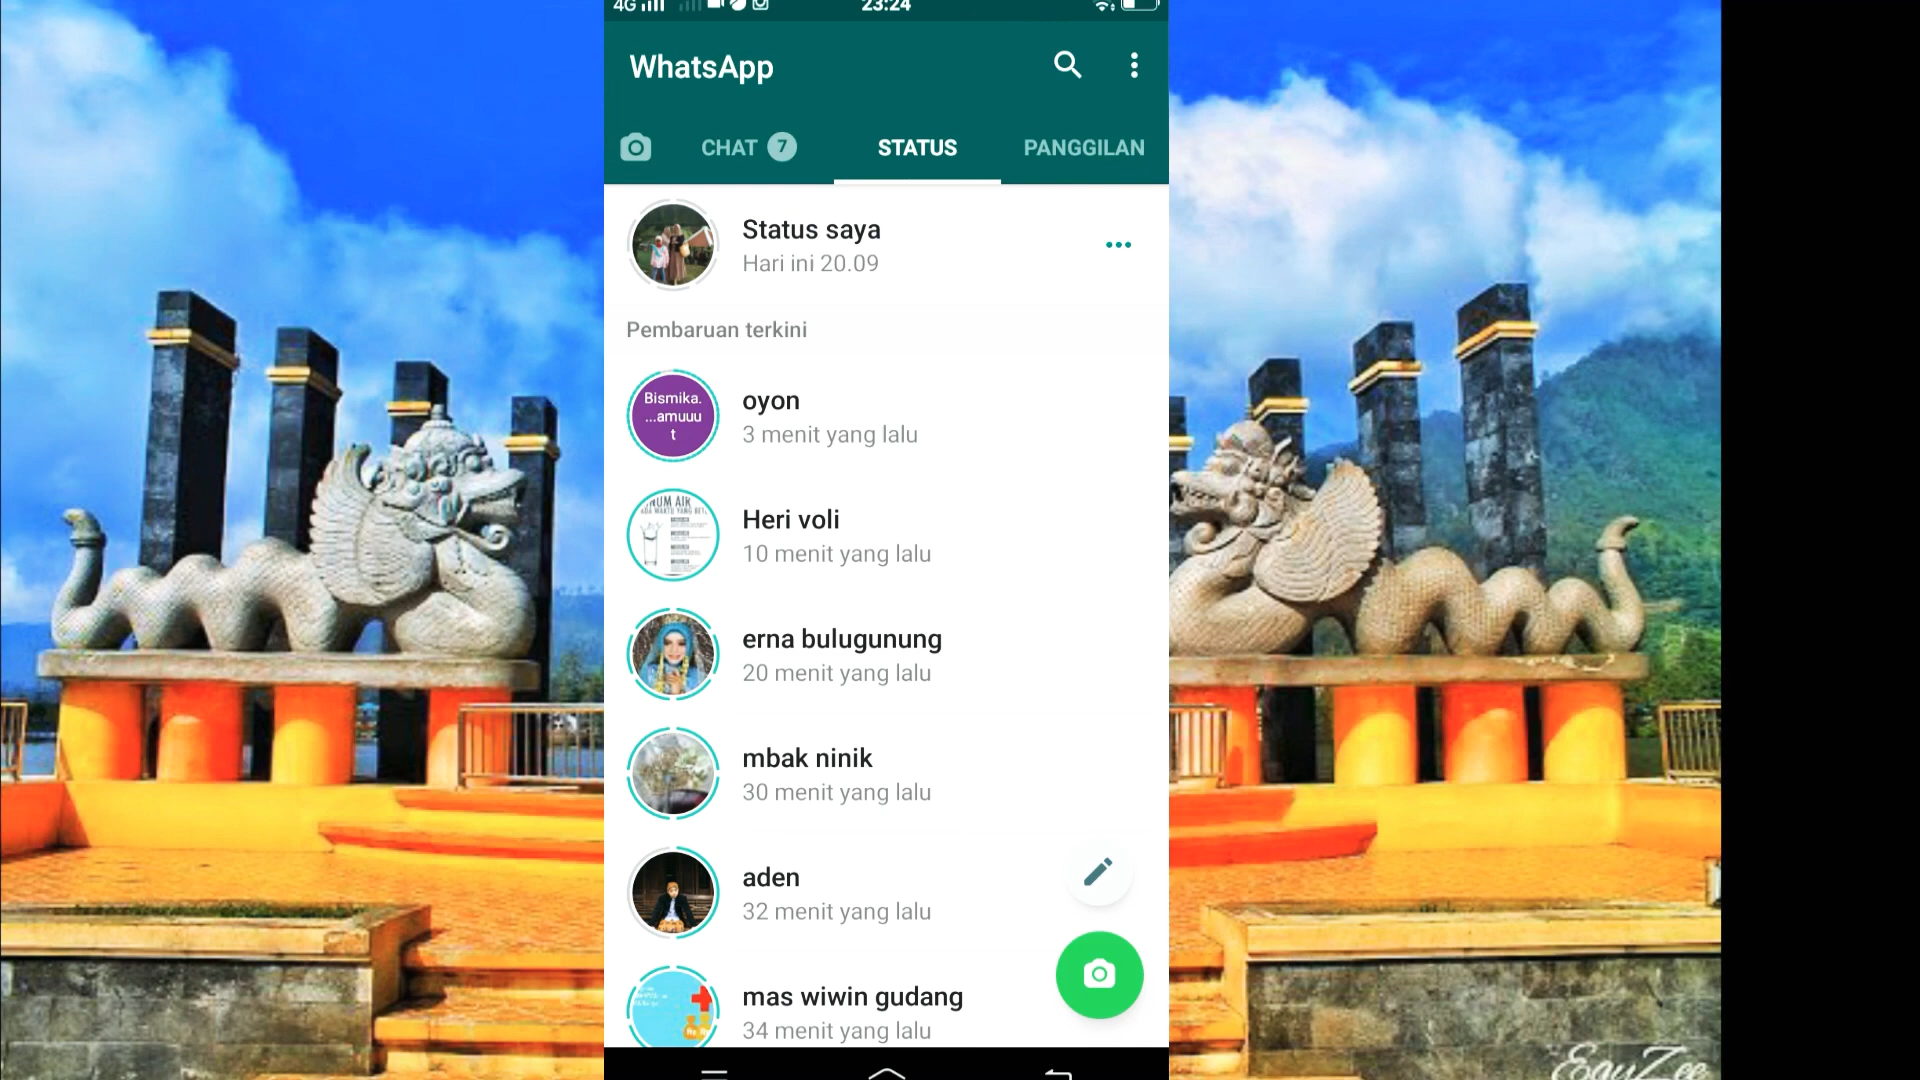 4G 23:24
WhatsApp
CHAT 7 STATUS PANGGILAN
Status saya
Hari ini 20.09
Pembaruan terkini
Bismika.
...amuuu
t
oyon
3 menit yang lalu
NUM AIR
Heri voli
10 menit yang lalu
erna bulugunung
20 menit yang lalu
mbak ninik
30 menit yang lalu
aden
32 menit yang lalu
mas wiwin gudang
34 menit yang lalu